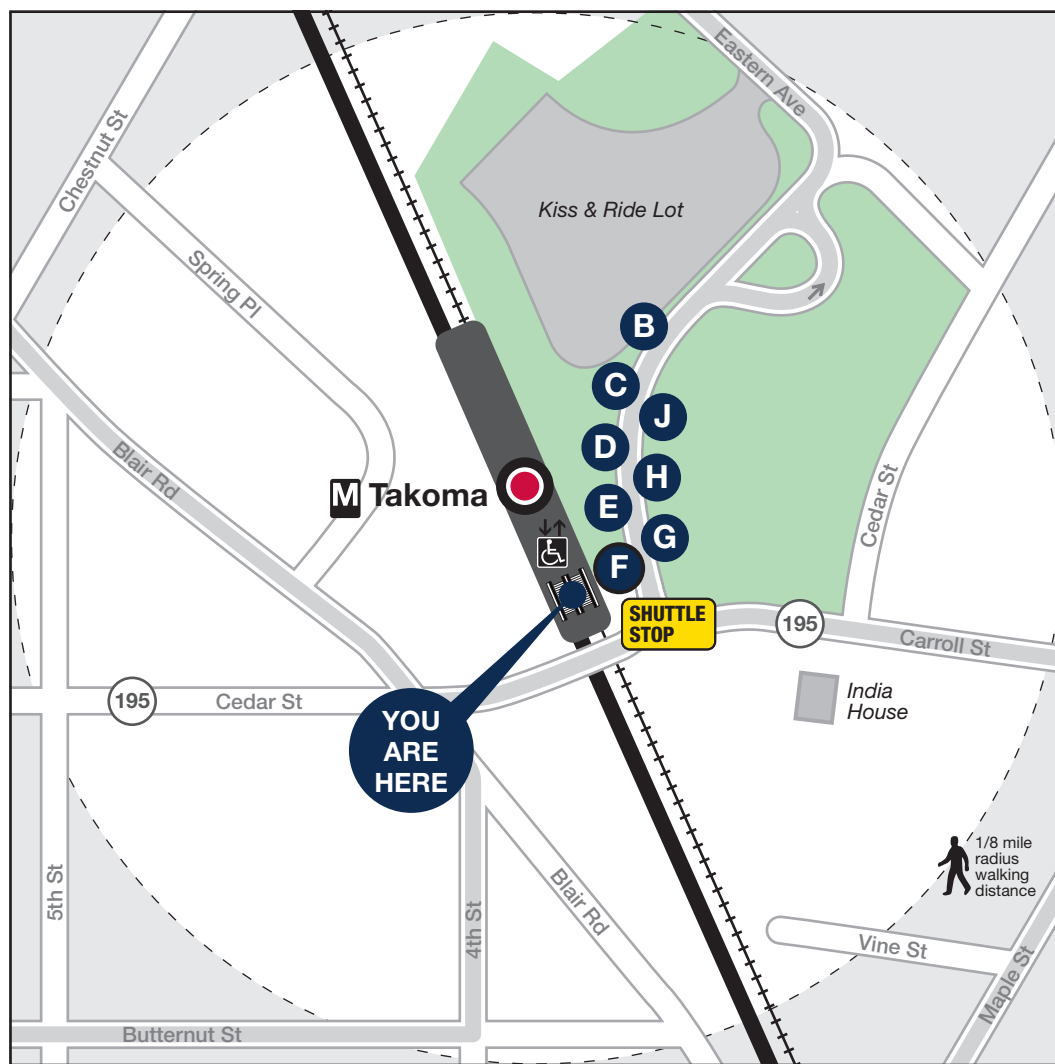 Eastern Ave
Chestnut St
Kiss & Ride Lot
Spring Pl
B
C
J
D
H
Blair Rd
M Takoma
E
G
Cedar St
F
SHUTTLE
STOP
195
Carroll St
195
Cedar St
India
House
YOU
ARE
HERE
1/8 mile
radius
walking
distance
5th St
4th St
Blair Rd
Vine St
Maple St
Butternut St